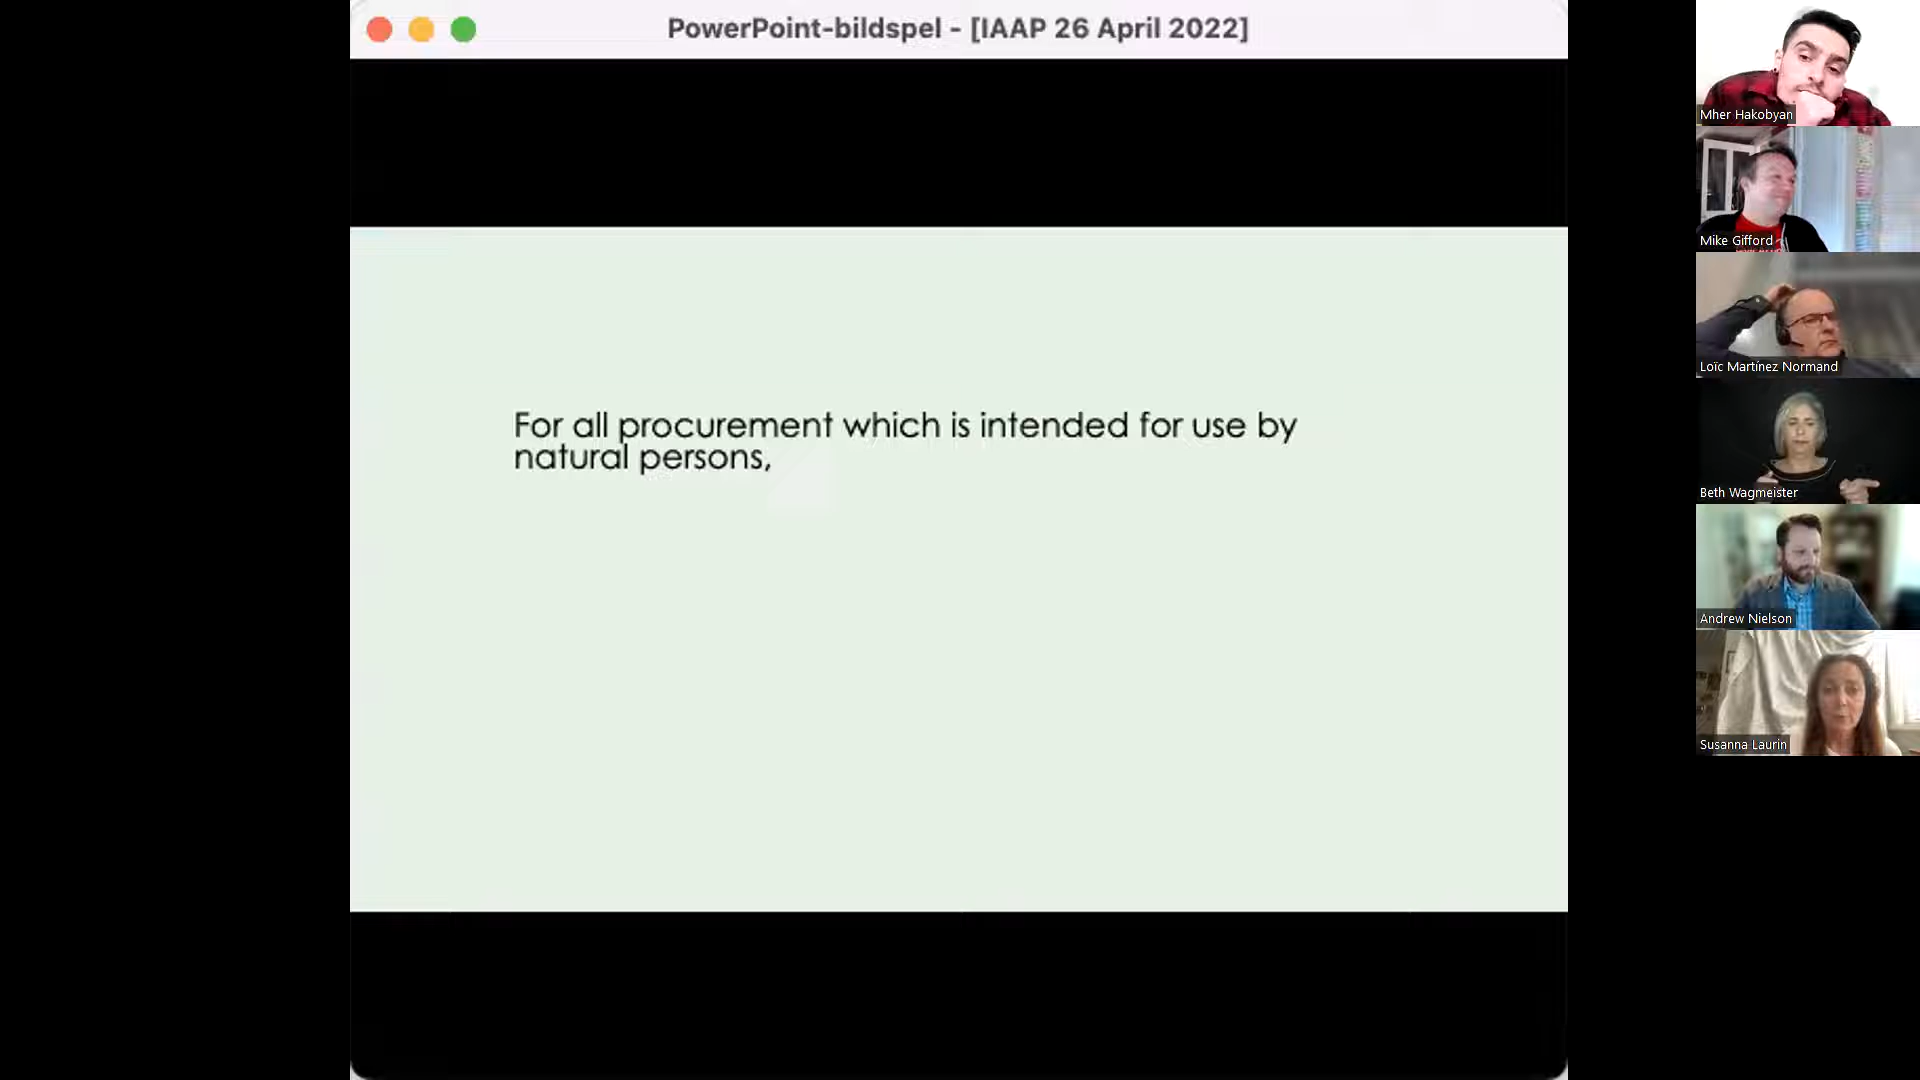 PowerPoint-bildspel - [IAAP 26 April 2022]
For all procurement which is intended for use by
natural persons,
Mher Hakobyan
Mike Gifford
Loïc Martínez Normand
Beth Wagmeister
Andrew Nielson
Susanna Laurin